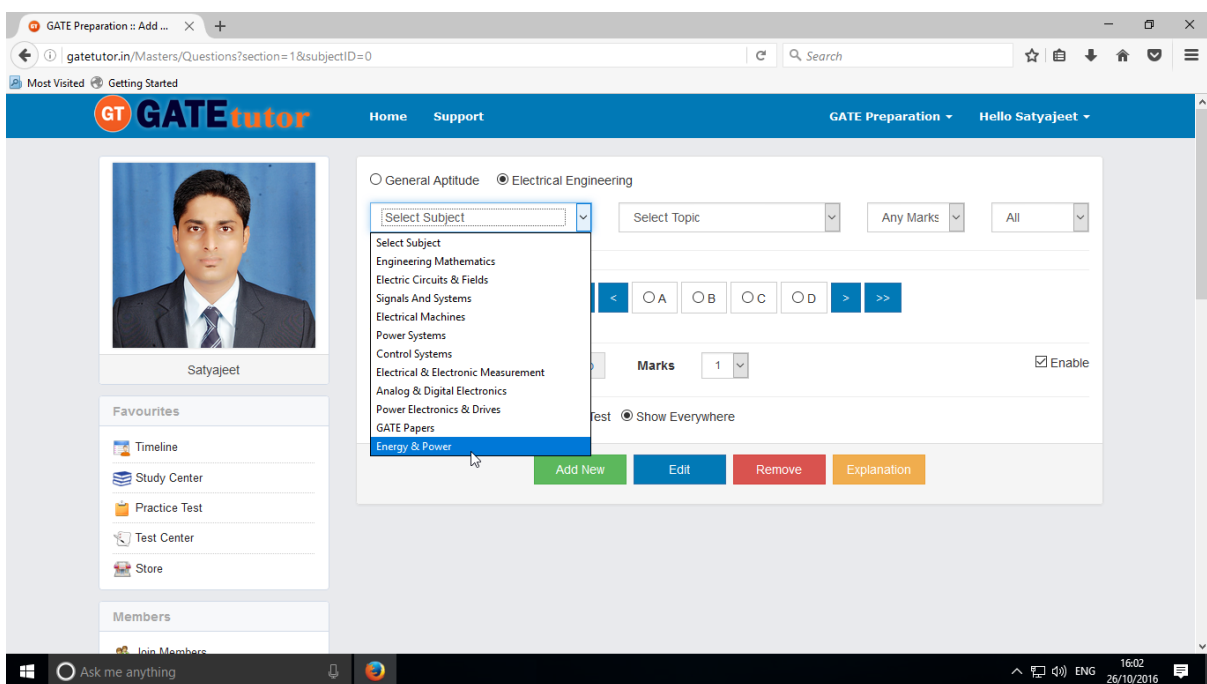 GATE Preparation :: Add ...
gatetutor.in/Masters/Questions?section=1&subjectID=0
Search
Most Visited
Getting Started
GT GATEtutor
Home
Support
GATE Preparation
Hello Satyajeet
General Aptitude
Electrical Engineering
Select Subject
Select Topic
Any Marks
All
Select Subject
Engineering Mathematics
Electric Circuits & Fields
Signals And Systems
Electrical Machines
Power Systems
Control Systems
Electrical & Electronic Measurement
Analog & Digital Electronics
Power Electronics & Drives
GATE Papers
Energy & Power
<
A
B
C
D
>
>>
Marks
1
Enable
Test
Show Everywhere
Add New
Edit
Remove
Explanation
Satyajeet
Favourites
Timeline
Study Center
Practice Test
Test Center
Store
Members
Join Members
Ask me anything
ENG
16:02
26/10/2016